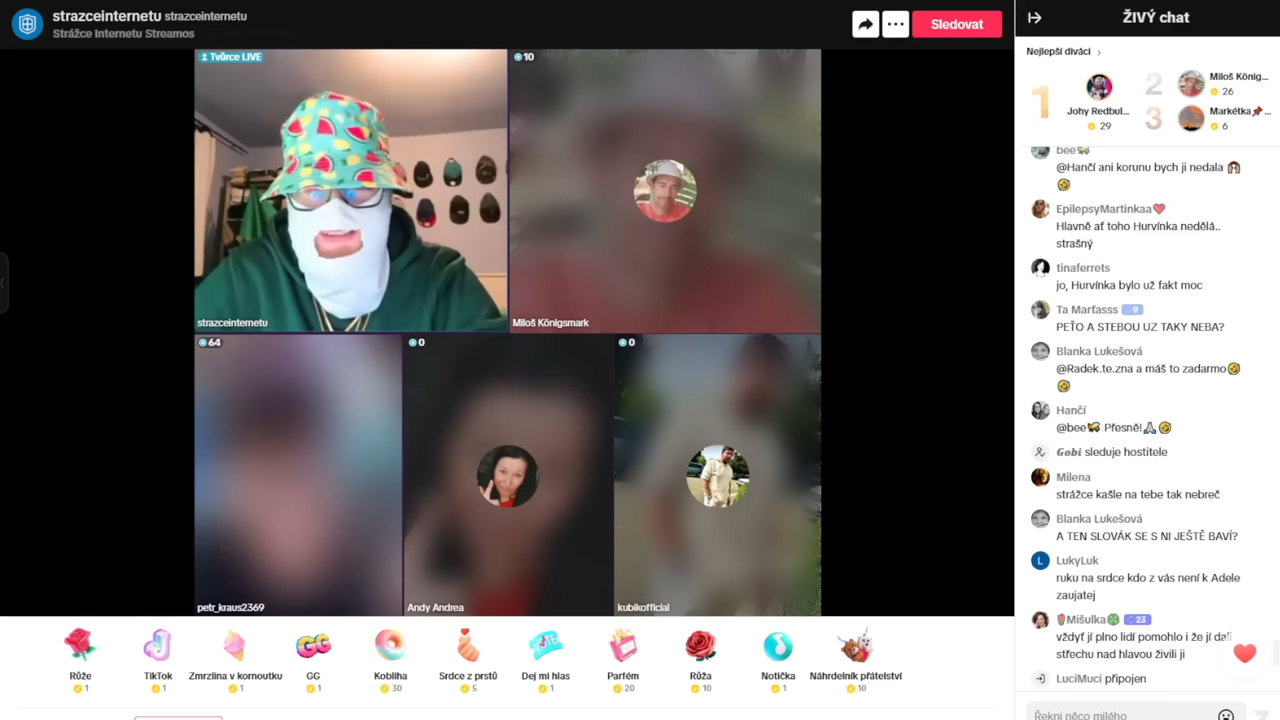 strazceinternetu strazceinternetu
Strážce Internetu Streamos
Sledovat
ŽIVÝ chat
Tvůrce LIVE
10
strazceinternetu
Miloš Königsmark
64
0
0
petr_kraus2369
Andy Andrea
kubikofficial
Růže
1
TikTok
1
Zmrzlina v kornoutku
1
GG
1
Kobliha
30
Srdce z prstů
5
Dej mi hlas
1
Parfém
20
Růža
10
Notička
1
Náhrdelník přátelství
10
Nejlepší diváci
1
Johy Redbul...
29
2
Miloš König...
26
3
Markétka📌 ...
6
bee
@Hančí ani korunu bych ji nedala 🙈
🤣
EpilepsyMartinkaa💗
Hlavně ať toho Hurvínka nedělá..
strašný
tinaferrets
jo, Hurvínka bylo už fakt moc
Ta Marťasss 9
PEŤO A STEBOU UZ TAKY NEBA?
Blanka Lukešová
@Radek.te.zna a máš to zadarmo🤣
🤣
Hančí
@bee Přesně!🙏🤣
Gobi sleduje hostitele
Milena
strážce kašle na tebe tak nebreč
Blanka Lukešová
A TEN SLOVÁK SE S NI JEŠTĚ BAVÍ?
L
LukyLuk
ruku na srdce kdo z vás není k Adele
zaujatej
🌷Mišulka🍀 23
vždyť jí plno lidí pomohlo i že jí dali
střechu nad hlavou živili ji
LuciMuci připojen
Řekni něco milého